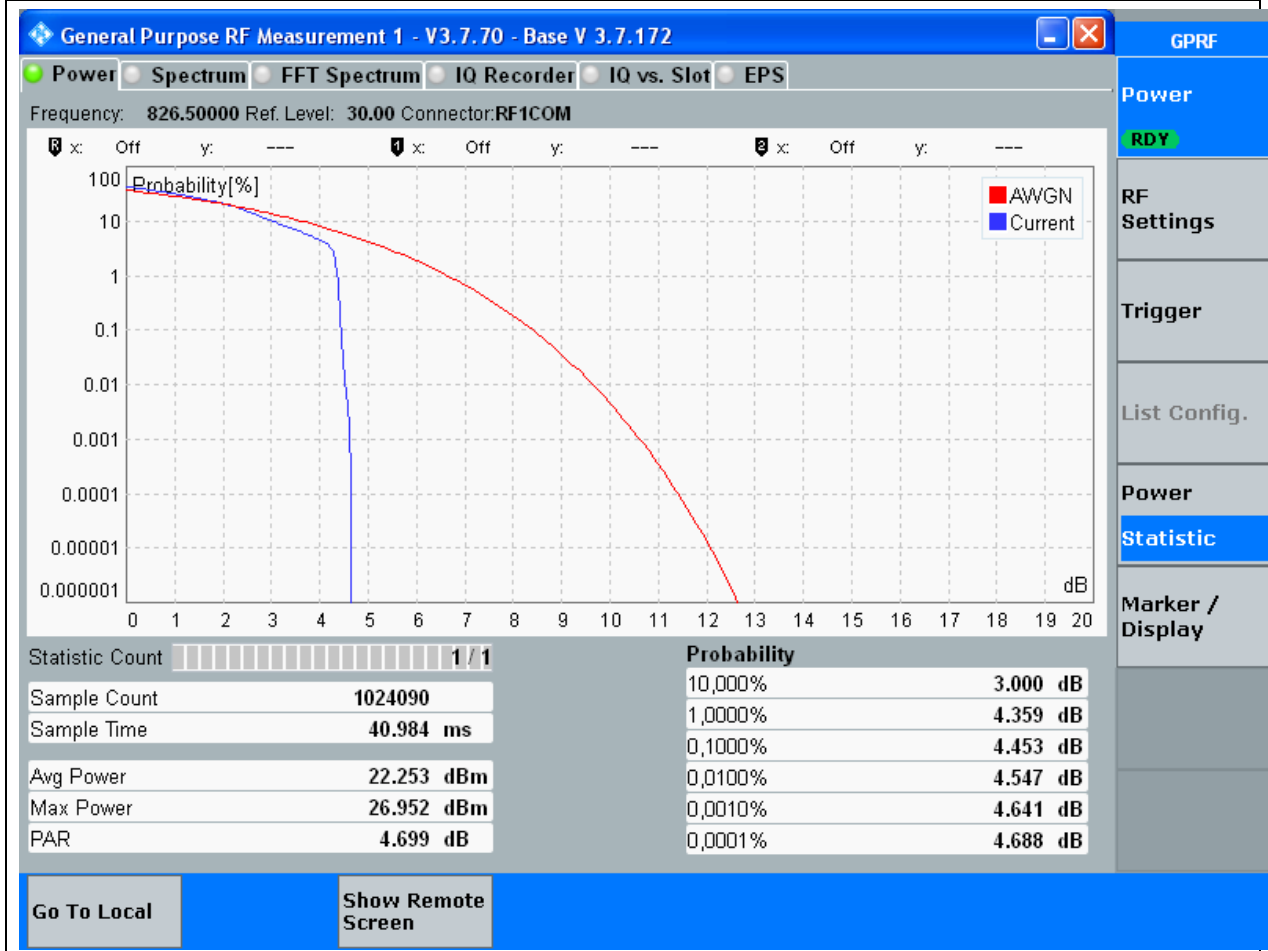 General Purpose RF Measurement 1 - V3.7.70 - Base V 3.7.172
Power Spectrum FFT Spectrum IQ Recorder IQ vs. Slot EPS
Frequency: 826.50000 Ref. Level: 30.00 Connector:RF1COM
R x: Off y: --- 1 x: Off y: --- 2 x: Off y: ---
Probability[%]
100
10
1
0.1
0.01
0.001
0.0001
0.00001
0.000001
AWGN
Current
dB
0 1 2 3 4 5 6 7 8 9 10 11 12 13 14 15 16 17 18 19 20
Statistic Count 1 / 1
Sample Count 1024090
Sample Time 40.984 ms
Avg Power 22.253 dBm
Max Power 26.952 dBm
PAR 4.699 dB
Probability
10,000% 3.000 dB
1,0000% 4.359 dB
0,1000% 4.453 dB
0,0100% 4.547 dB
0,0010% 4.641 dB
0,0001% 4.688 dB
GPRF
Power
RDY
RF
Settings
Trigger
List Config.
Power
Statistic
Marker /
Display
Go To Local
Show Remote
Screen